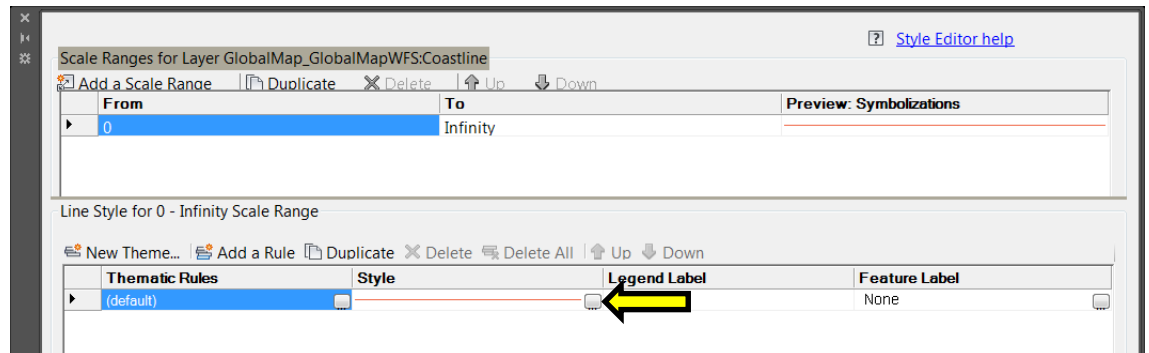 ? Style Editor help
Scale Ranges for Layer GlobalMap_GlobalMapWFS:Coastline
Add a Scale Range Duplicate Delete Up Down
From To Preview: Symbolizations
0 Infinity
Line Style for 0 - Infinity Scale Range
New Theme... Add a Rule Duplicate Delete Delete All Up Down
Thematic Rules Style Legend Label Feature Label
(default) ... ... None ...